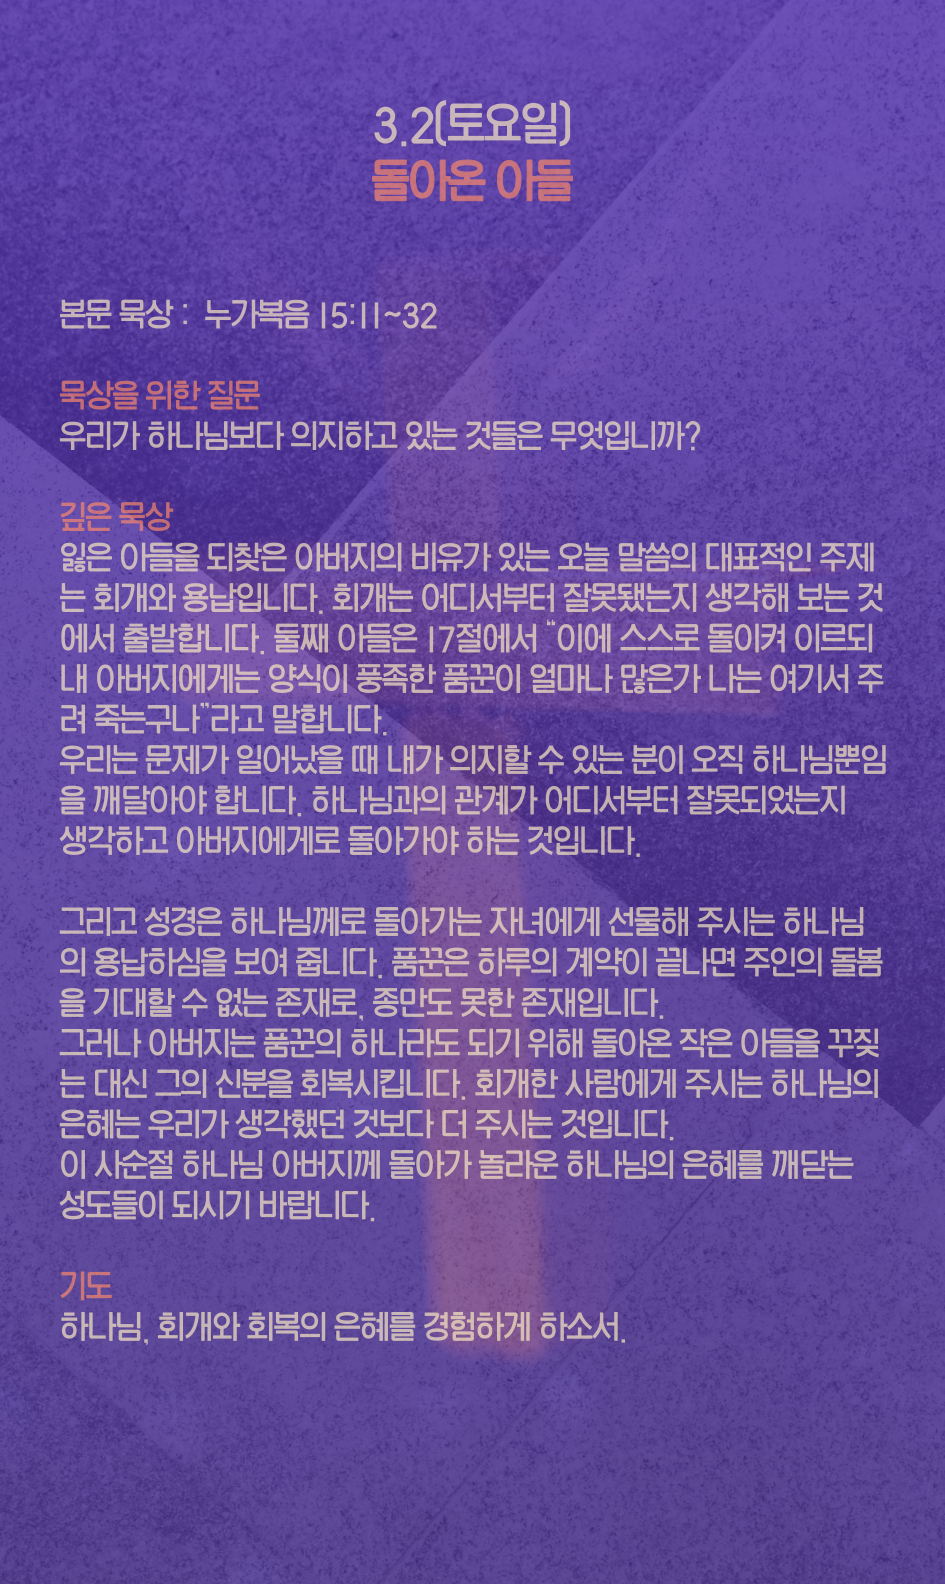 3.2(토요일)
돌아온 아들
본문 묵상 : 누가복음 15:11~32
묵상을 위한 질문
우리가 하나님보다 의지하고 있는 것들은 무엇입니까?
깊은 묵상
잃은 아들을 되찾은 아버지의 비유가 있는 오늘 말씀의 대표적인 주제
는 회개와 용납입니다. 회개는 어디서부터 잘못됐는지 생각해 보는 것
에서 출발합니다. 둘째 아들은 17절에서 “이에 스스로 돌이켜 이르되
내 아버지에게는 양식이 풍족한 품꾼이 얼마나 많은가 나는 여기서 주
려 죽는구나”라고 말합니다.
우리는 문제가 일어났을 때 내가 의지할 수 있는 분이 오직 하나님뿐임
을 깨달아야 합니다. 하나님과의 관계가 어디서부터 잘못되었는지
생각하고 아버지에게로 돌아가야 하는 것입니다.
그리고 성경은 하나님께로 돌아가는 자녀에게 선물해 주시는 하나님
의 용납하심을 보여 줍니다. 품꾼은 하루의 계약이 끝나면 주인의 돌봄
을 기대할 수 없는 존재로, 종만도 못한 존재입니다.
그러나 아버지는 품꾼의 하나라도 되기 위해 돌아온 작은 아들을 꾸짖
는 대신 그의 신분을 회복시킵니다. 회개한 사람에게 주시는 하나님의
은혜는 우리가 생각했던 것보다 더 주시는 것입니다.
이 사순절 하나님 아버지께 돌아가 놀라운 하나님의 은혜를 깨닫는
성도들이 되시기 바랍니다.
기도
하나님, 회개와 회복의 은혜를 경험하게 하소서.